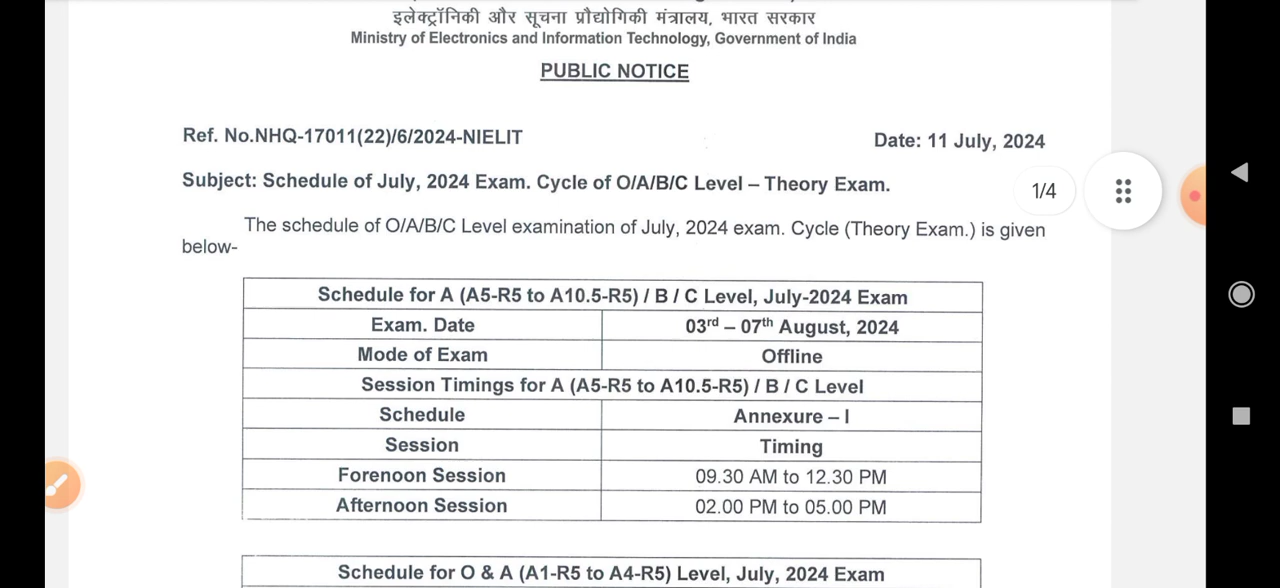 इलेक्ट्रॉनिकी और सूचना प्रौद्योगिकी मंत्रालय, भारत सरकार
Ministry of Electronics and Information Technology, Government of India
PUBLIC NOTICE
Ref. No.NHQ-17011(22)/6/2024-NIELIT
Date: 11 July, 2024
Subject: Schedule of July, 2024 Exam. Cycle of O/A/B/C Level – Theory Exam.
1/4
The schedule of O/A/B/C Level examination of July, 2024 exam. Cycle (Theory Exam.) is given
below-
Schedule for A (A5-R5 to A10.5-R5) / B / C Level, July-2024 Exam
Exam. Date 03rd – 07th August, 2024
Mode of Exam Offline
Session Timings for A (A5-R5 to A10.5-R5) / B / C Level
Schedule Annexure – I
Session Timing
Forenoon Session 09.30 AM to 12.30 PM
Afternoon Session 02.00 PM to 05.00 PM
Schedule for O & A (A1-R5 to A4-R5) Level, July, 2024 Exam